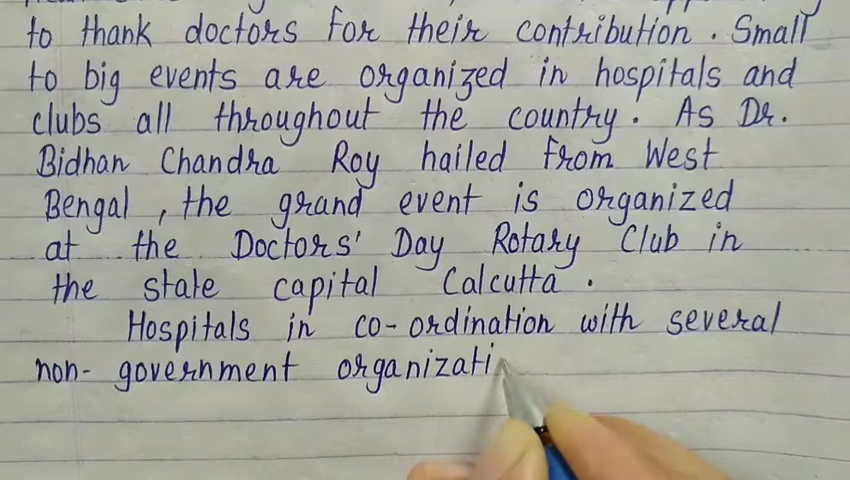 to thank doctors for their contribution. Small
to big events are organized in hospitals and
clubs all throughout the country. As Dr.
Bidhan Chandra Roy hailed from West
Bengal, the grand event is organized
at the Doctors' Day Rotary Club in
the state capital Calcutta.
Hospitals in co-ordination with several
non-government organizati